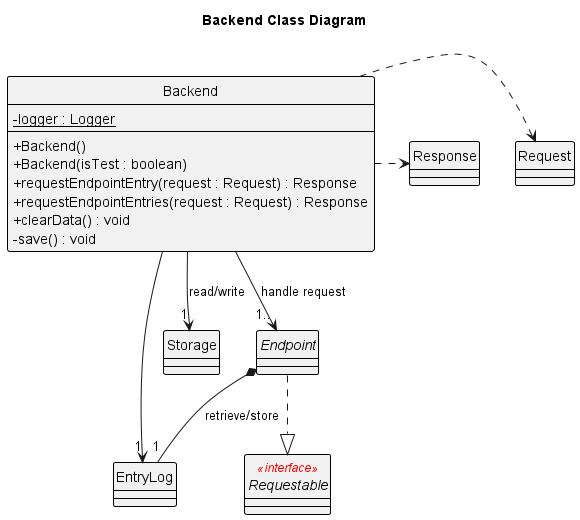 Backend Class Diagram
Backend
-logger : Logger
+Backend()
+Backend(isTest : boolean)
+requestEndpointEntry(request : Request) : Response
+requestEndpointEntries(request : Request) : Response
+clearData() : void
-save() : void
Response
Request
read/write
handle request
1
1..
Storage
Endpoint
retrieve/store
1
1
EntryLog
«interface»
Requestable